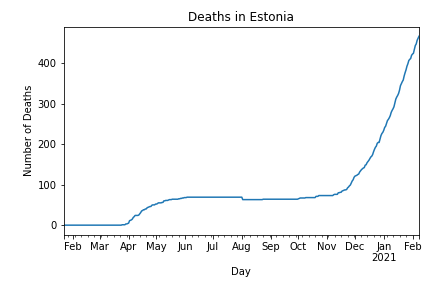 Deaths in Estonia
Number of Deaths
400
300
200
100
0
Feb Mar Apr May Jun Jul Aug Sep Oct Nov Dec Jan Feb
2021
Day